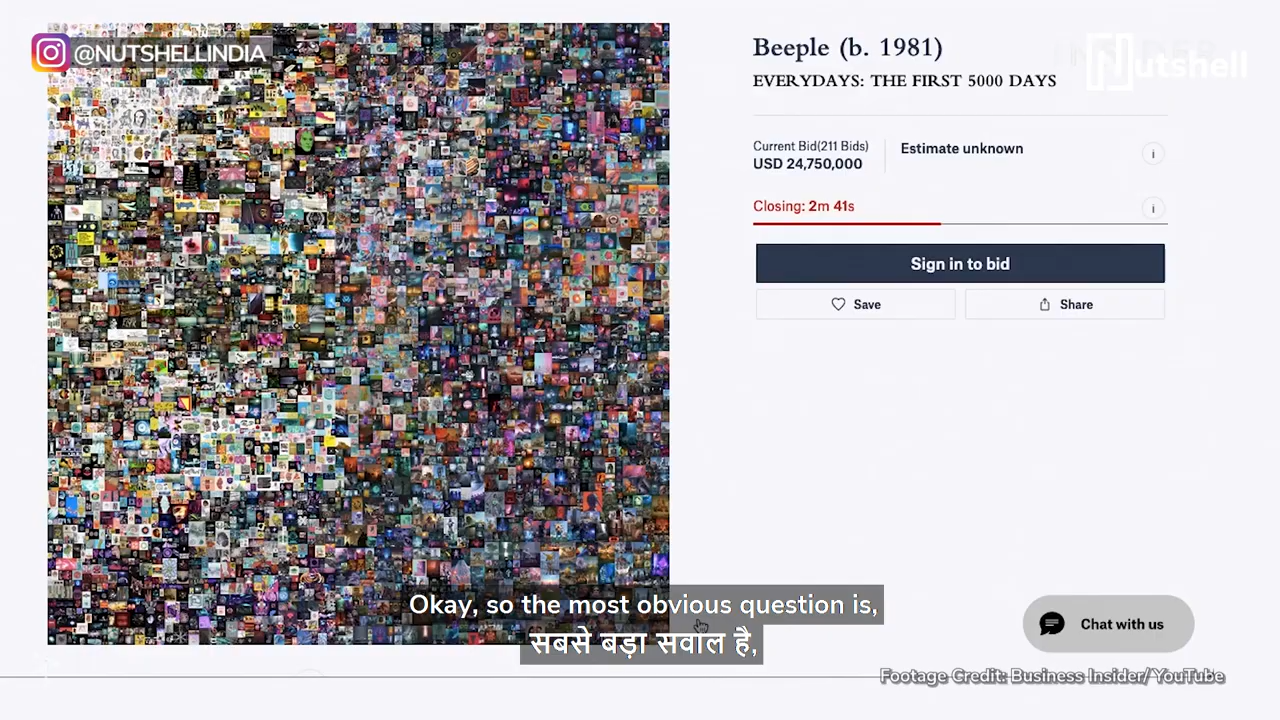 @NUTSHELLINDIA
Nutshell
Beeple (b. 1981)
EVERYDAYS: THE FIRST 5000 DAYS
Current Bid(211 Bids)
USD 24,750,000
Estimate unknown
i
Closing: 2m 41s
i
Sign in to bid
Save
Share
Okay, so the most obvious question is,
सबसे बड़ा सवाल है,
Chat with us
Footage Credit: Business Insider/YouTube